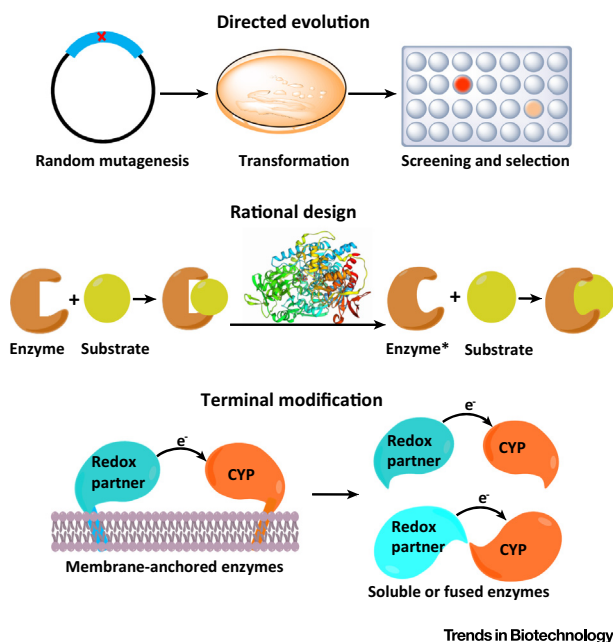 Directed evolution
x
Random mutagenesis
Transformation
Screening and selection
Rational design
+
+
Enzyme
Substrate
Enzyme*
Substrate
Terminal modification
e-
Redox
partner
CYP
Membrane-anchored enzymes
e-
Redox
partner
CYP
e-
Redox
partner
CYP
Soluble or fused enzymes
Trends in Biotechnology